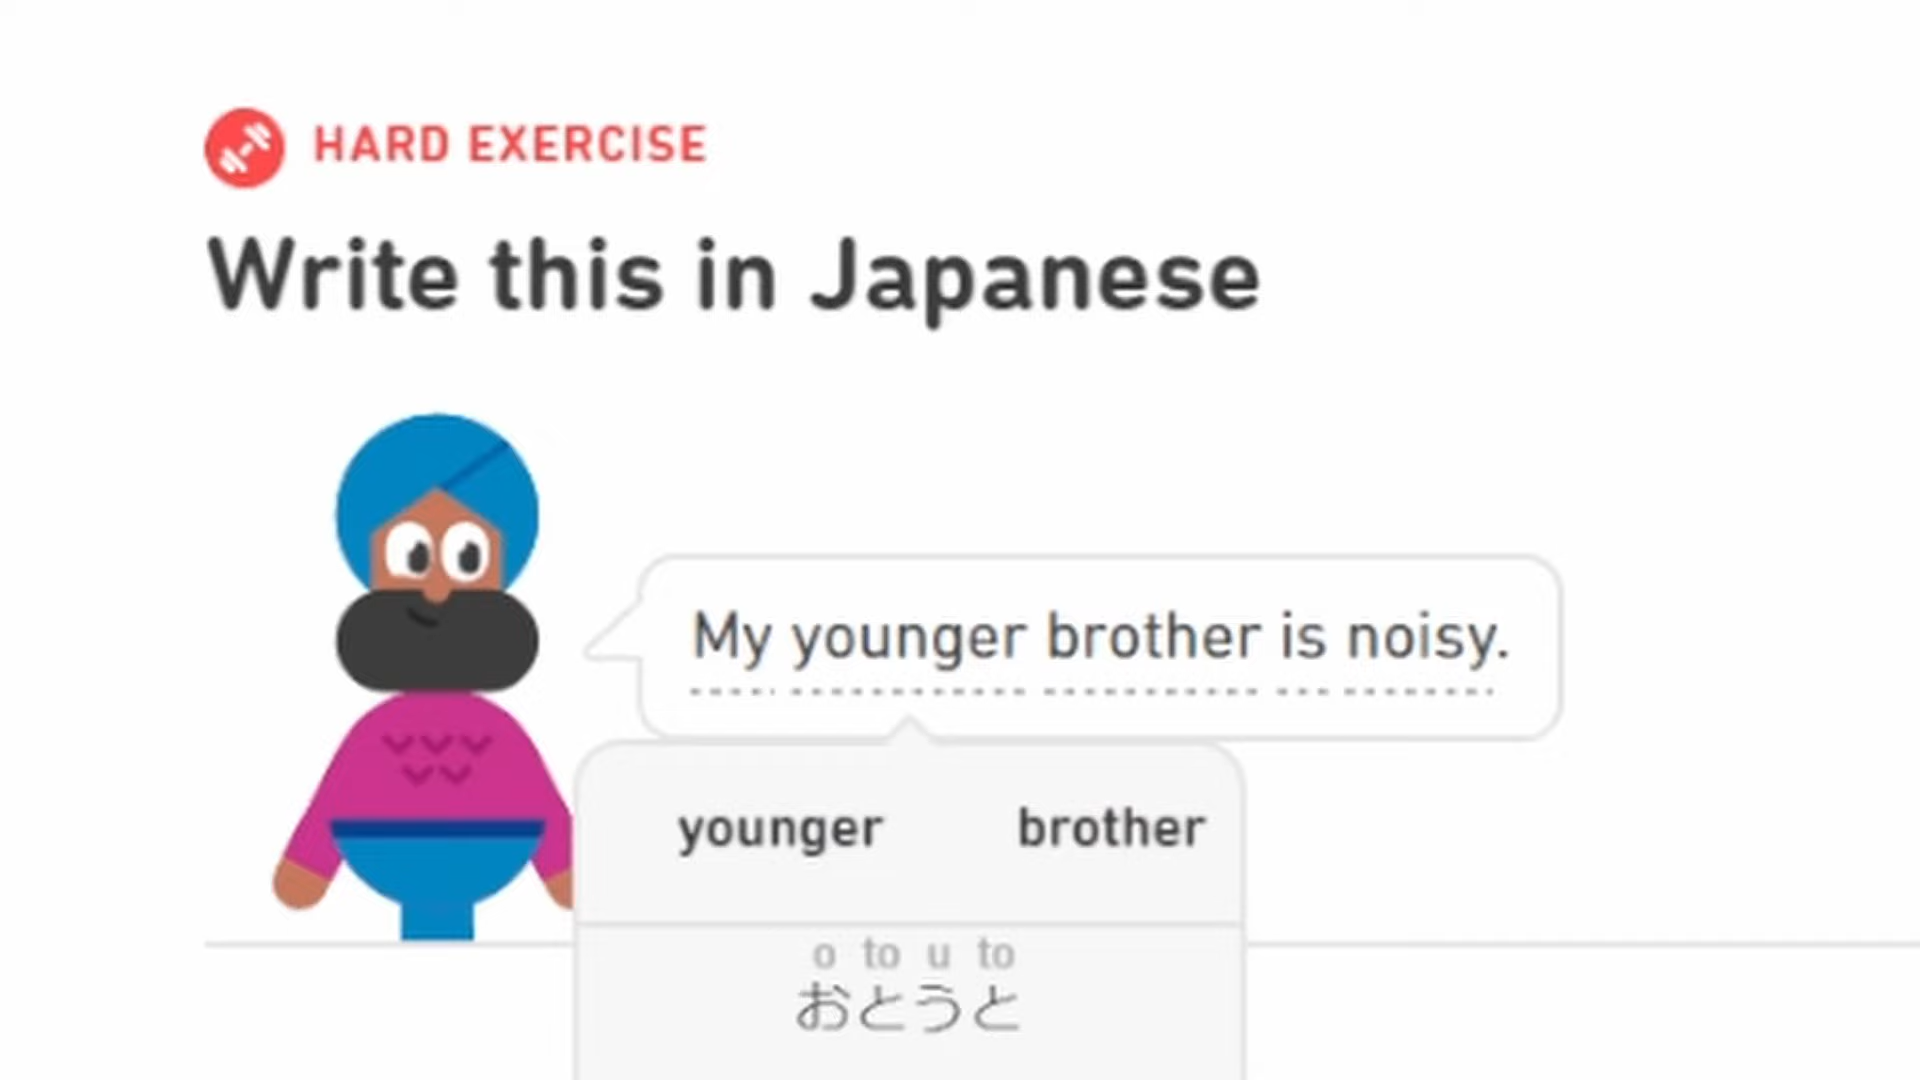 HARD EXERCISE
Write this in Japanese
My younger brother is noisy.
younger brother
o to u to
おとうと